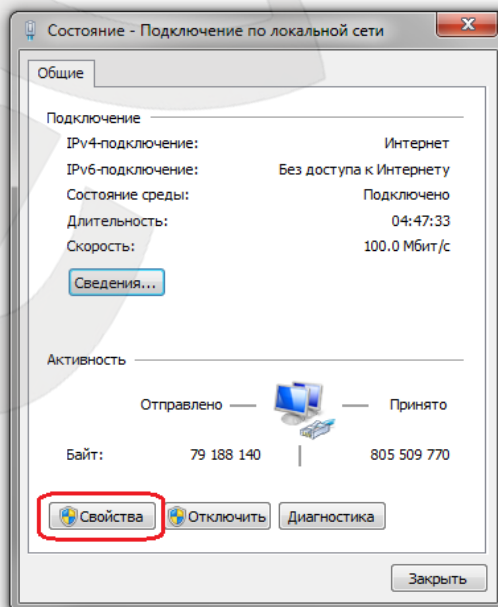 Состояние - Подключение по локальной сети
Общие
Подключение
IPv4-подключение: Интернет
IPv6-подключение: Без доступа к Интернету
Состояние среды: Подключено
Длительность: 04:47:33
Скорость: 100.0 Мбит/с
Сведения...
Активность
Отправлено — — Принято
Байт: 79 188 140 | 805 509 770
Свойства Отключить Диагностика
Закрыть